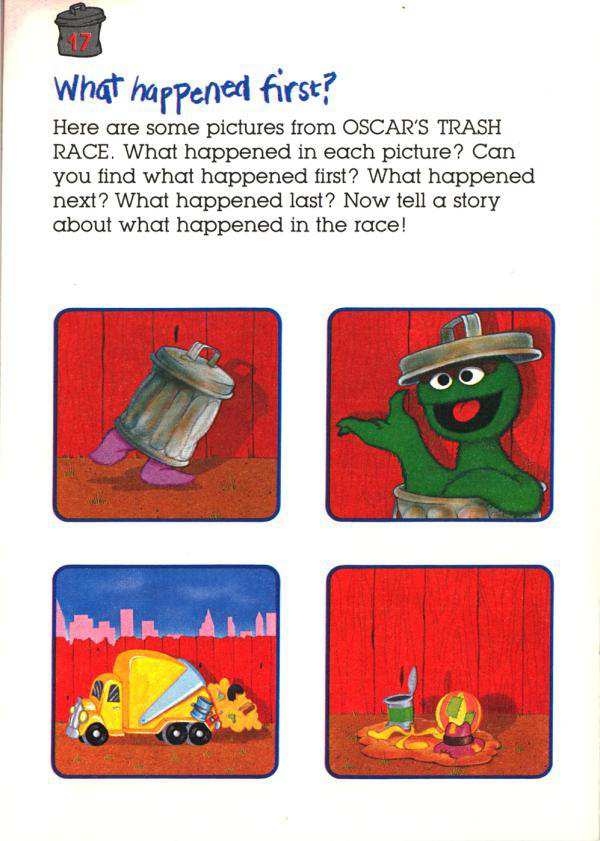 17
What happened first?
Here are some pictures from OSCAR'S TRASH
RACE. What happened in each picture? Can
you find what happened first? What happened
next? What happened last? Now tell a story
about what happened in the race!